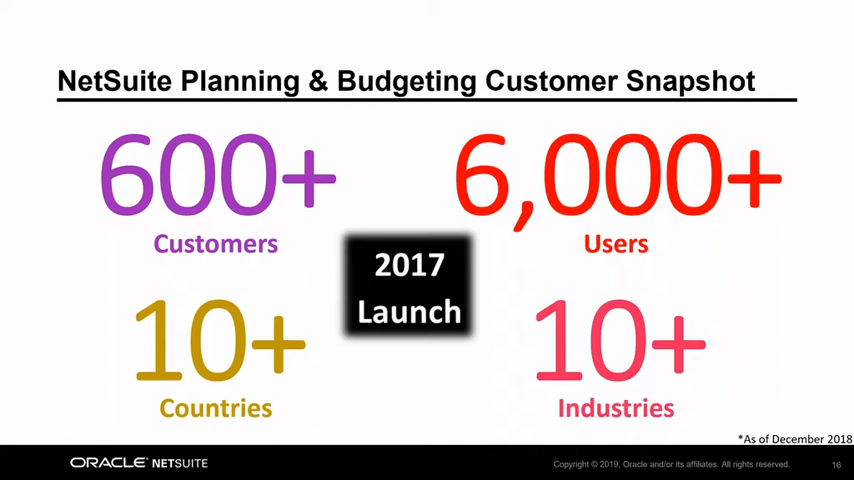 NetSuite Planning & Budgeting Customer Snapshot
600+
Customers
6,000+
Users
2017
Launch
10+
Countries
10+
Industries
*As of December 2018
ORACLE NETSUITE
Copyright © 2019, Oracle and/or its affiliates. All rights reserved.
16